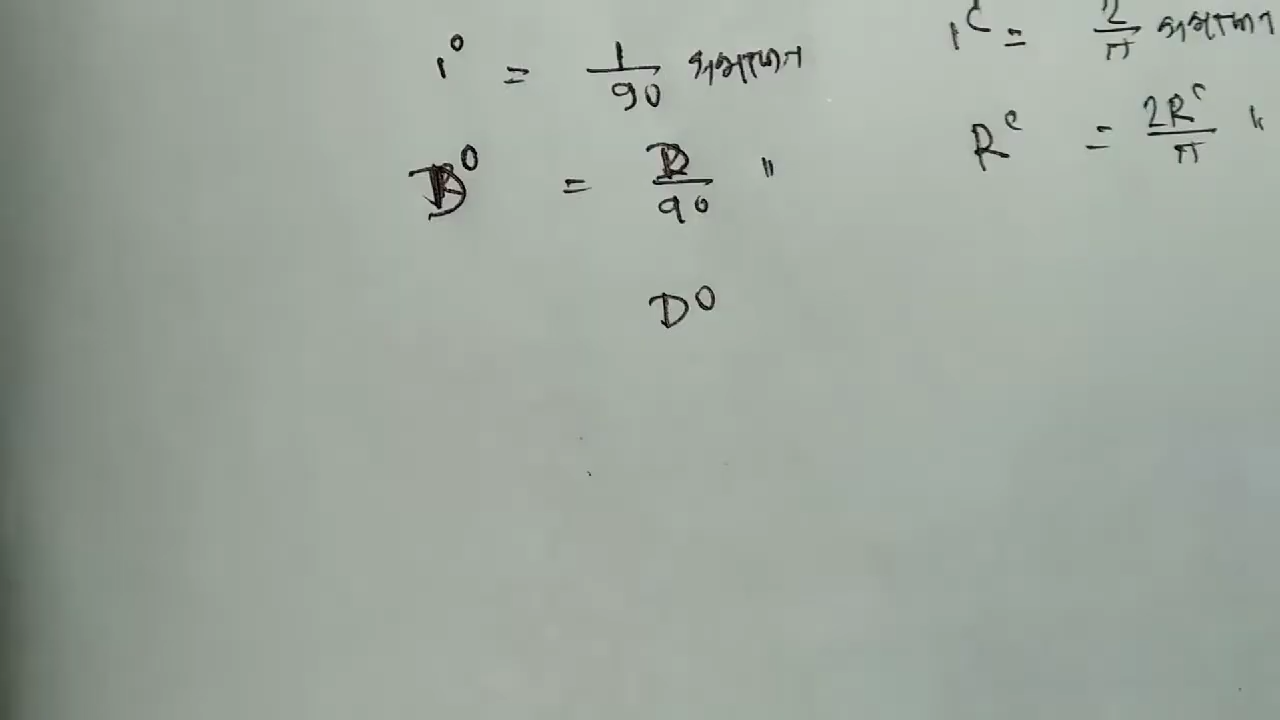 1° = 1/90 সমকোণ
D° = D/90 "
D°
1ᶜ = 2/π সমকোণ
Rᶜ = 2Rᶜ/π "